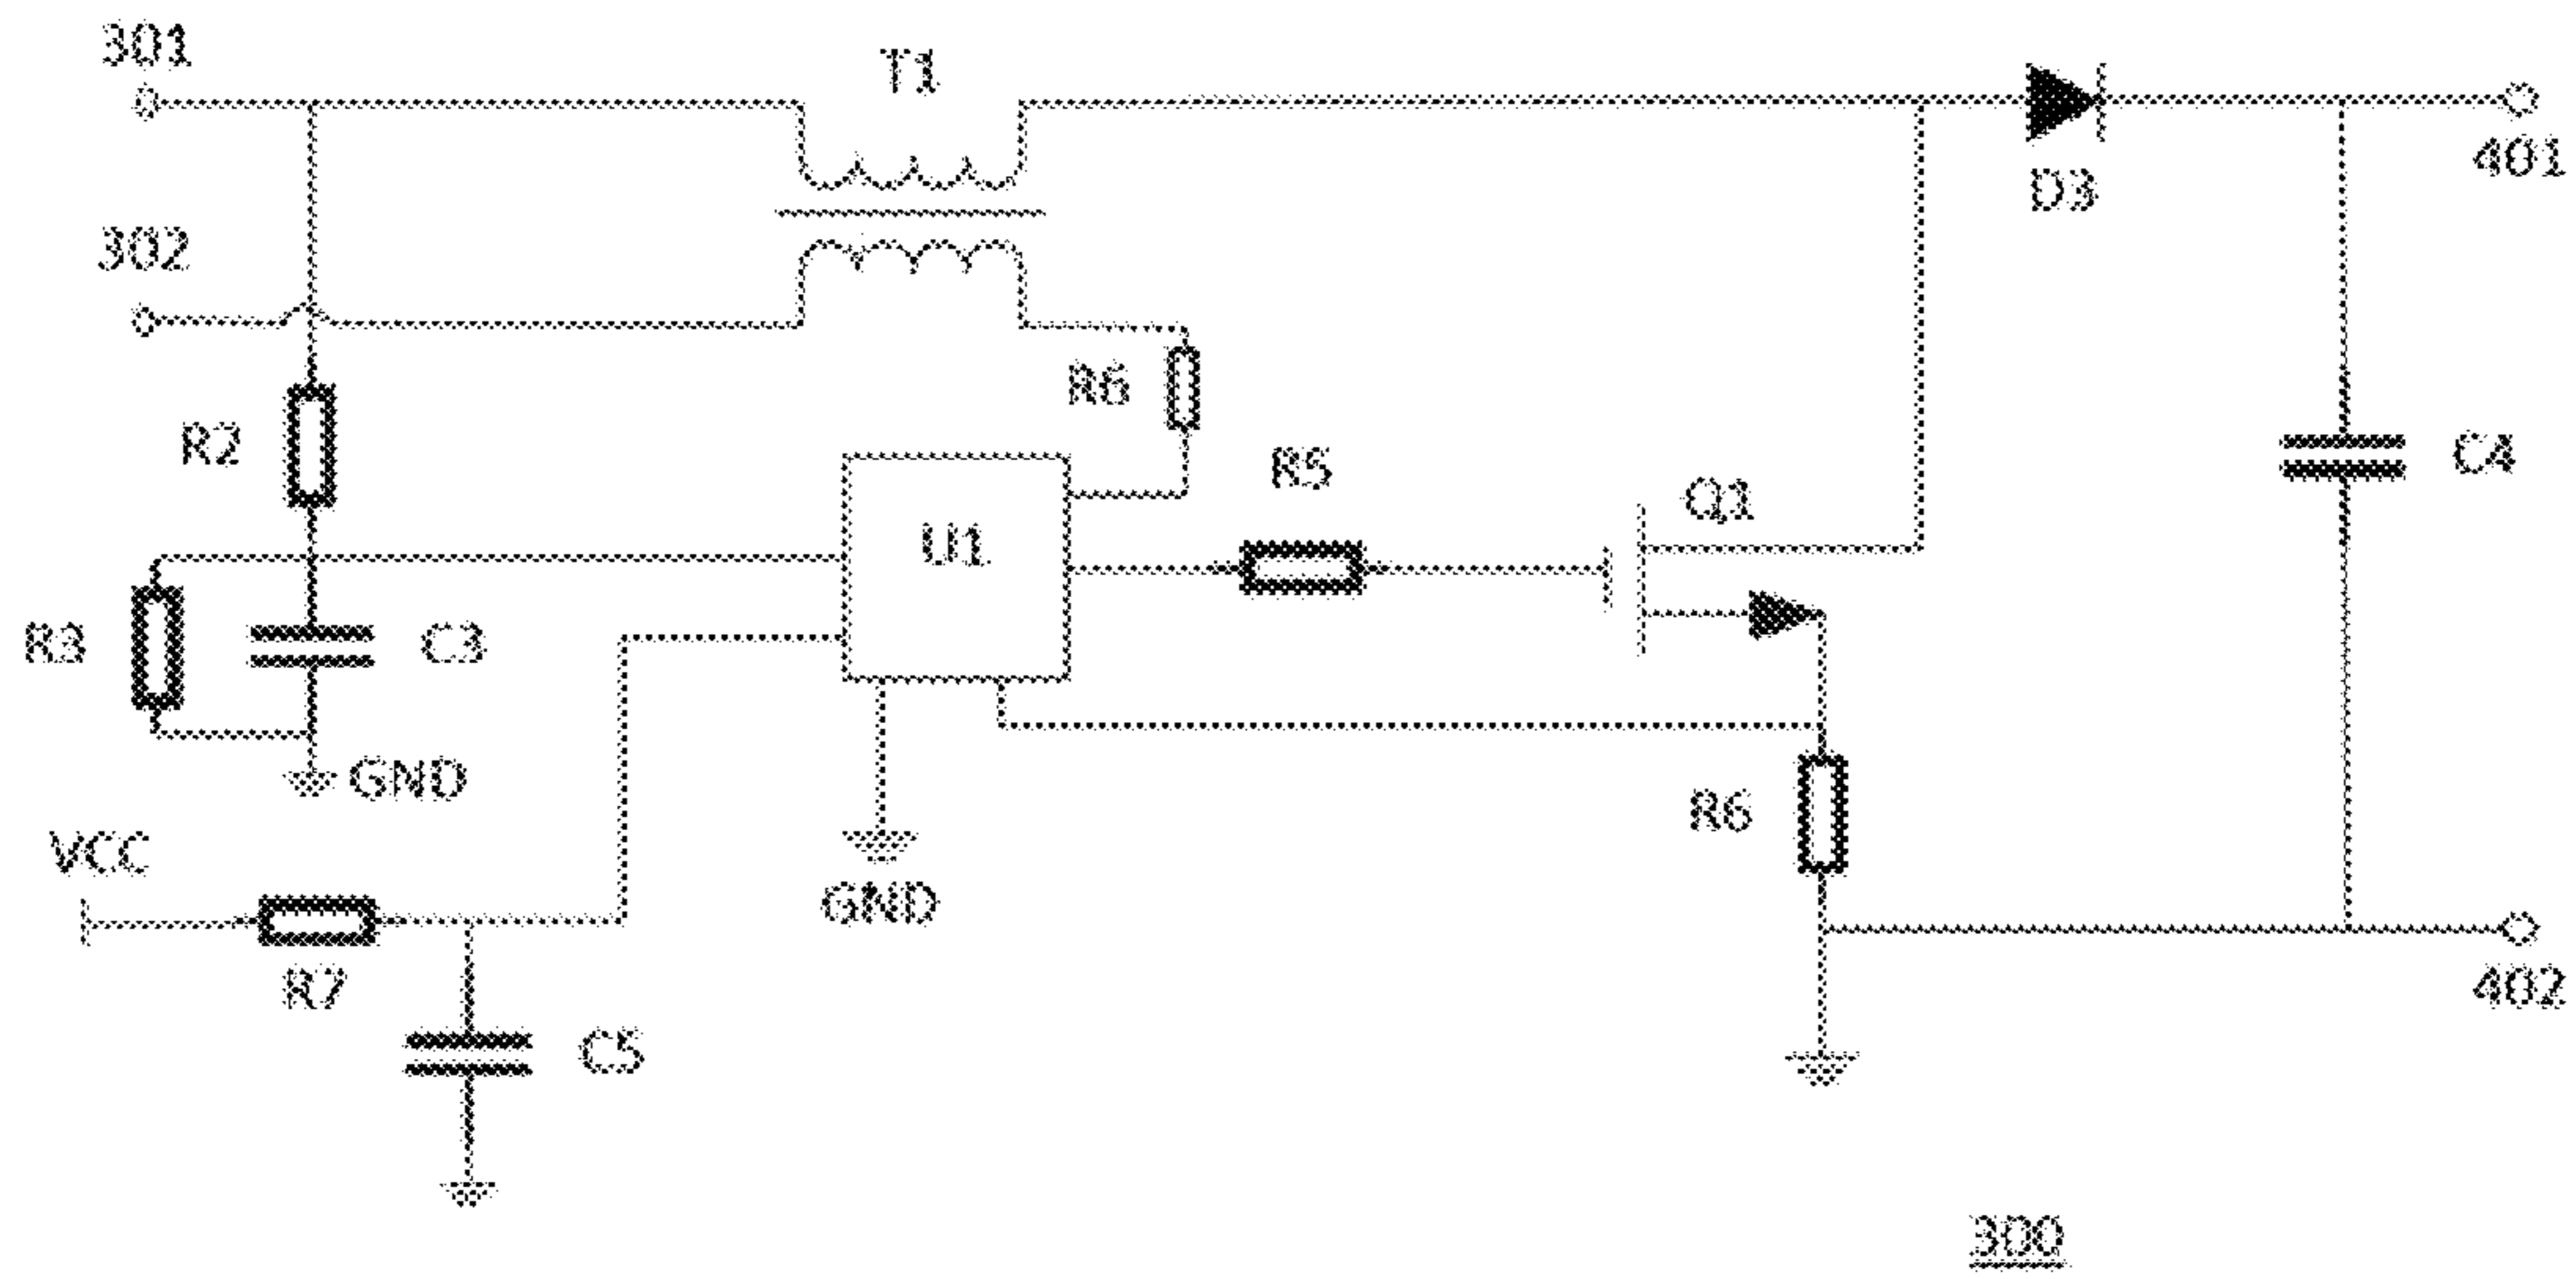 301
T1
401
D3
302
R6
R2
R5
Q1
C4
U1
R3
C3
GND
R6
VCC
GND
R7
402
C5
300